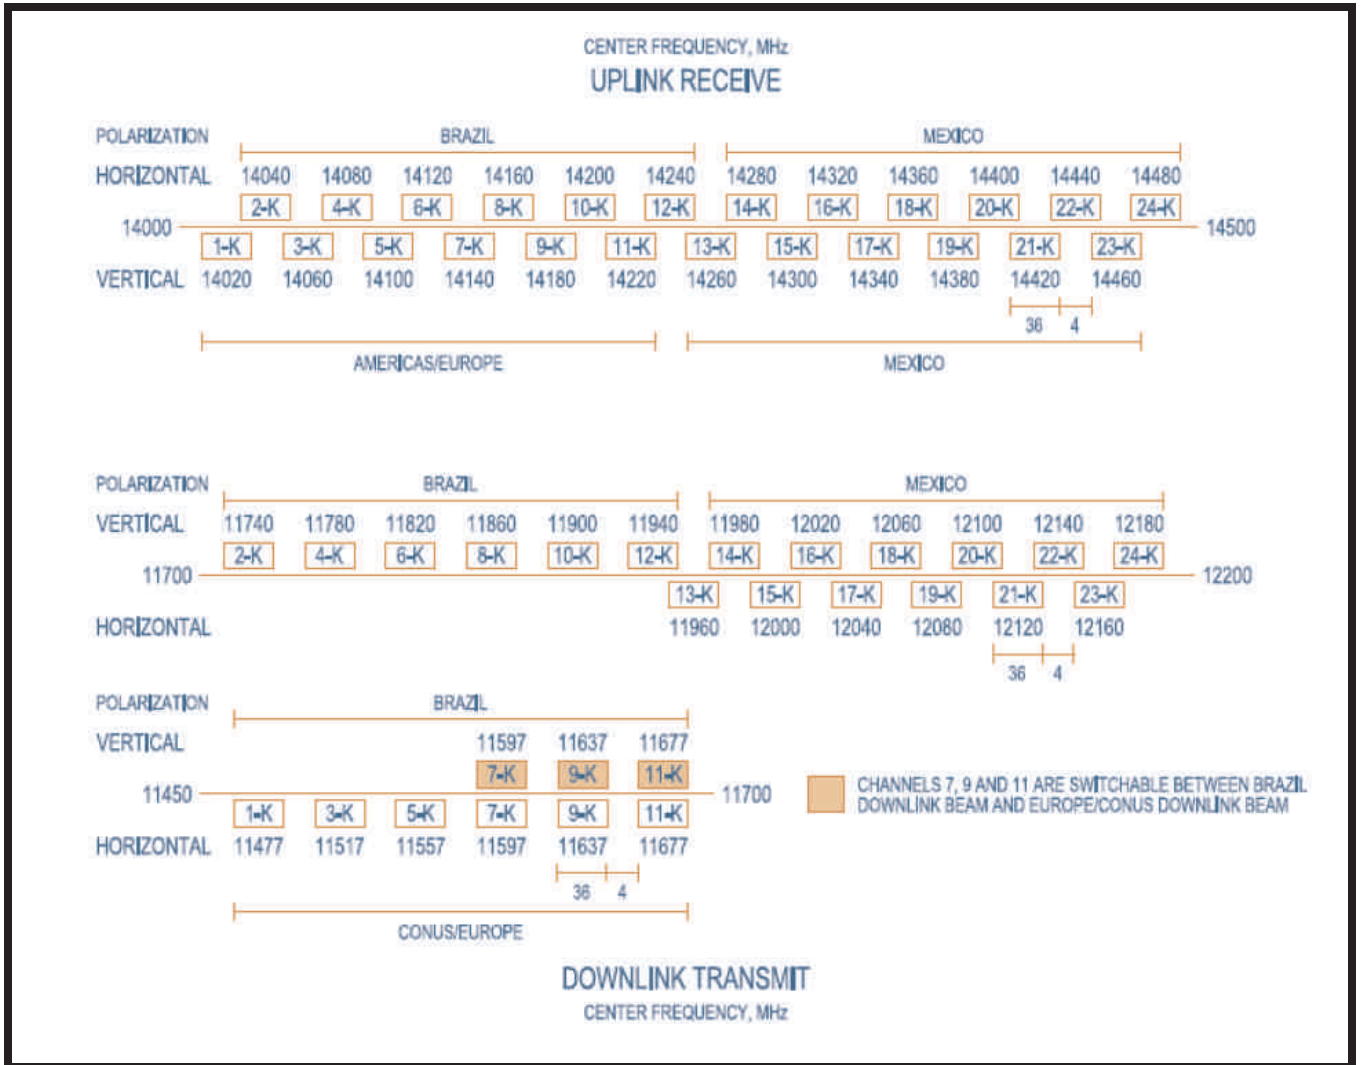 CENTER FREQUENCY, MHz
UPLINK RECEIVE
POLARIZATION BRAZIL MEXICO
HORIZONTAL 14040 14080 14120 14160 14200 14240 14280 14320 14360 14400 14440 14480
2-K 4-K 6-K 8-K 10-K 12-K 14-K 16-K 18-K 20-K 22-K 24-K
14000 14500
1-K 3-K 5-K 7-K 9-K 11-K 13-K 15-K 17-K 19-K 21-K 23-K
VERTICAL 14020 14060 14100 14140 14180 14220 14260 14300 14340 14380 14420 14460
36 4
AMERICAS/EUROPE MEXICO
POLARIZATION BRAZIL MEXICO
VERTICAL 11740 11780 11820 11860 11900 11940 11980 12020 12060 12100 12140 12180
2-K 4-K 6-K 8-K 10-K 12-K 14-K 16-K 18-K 20-K 22-K 24-K
11700 12200
13-K 15-K 17-K 19-K 21-K 23-K
HORIZONTAL 11960 12000 12040 12080 12120 12160
36 4
POLARIZATION BRAZIL
VERTICAL 11597 11637 11677
7-K 9-K 11-K
11450 11700
1-K 3-K 5-K 7-K 9-K 11-K
HORIZONTAL 11477 11517 11557 11597 11637 11677
36 4
CONUS/EUROPE
CHANNELS 7, 9 AND 11 ARE SWITCHABLE BETWEEN BRAZIL
DOWNLINK BEAM AND EUROPE/CONUS DOWNLINK BEAM
DOWNLINK TRANSMIT
CENTER FREQUENCY, MHz